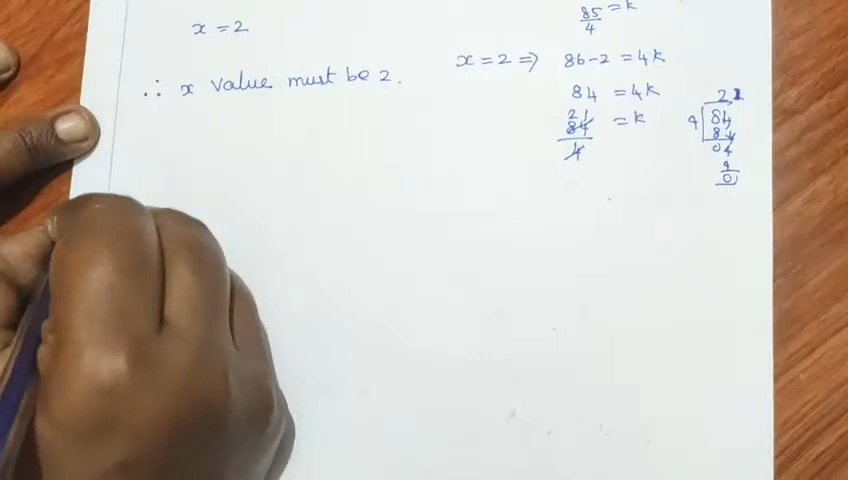 x = 2
∴ x value must be 2.
85/4 = k
x = 2 ⇒ 86-2 = 4k
84 = 4k
21
84/4 = k
21
4 84
8
04
4
0